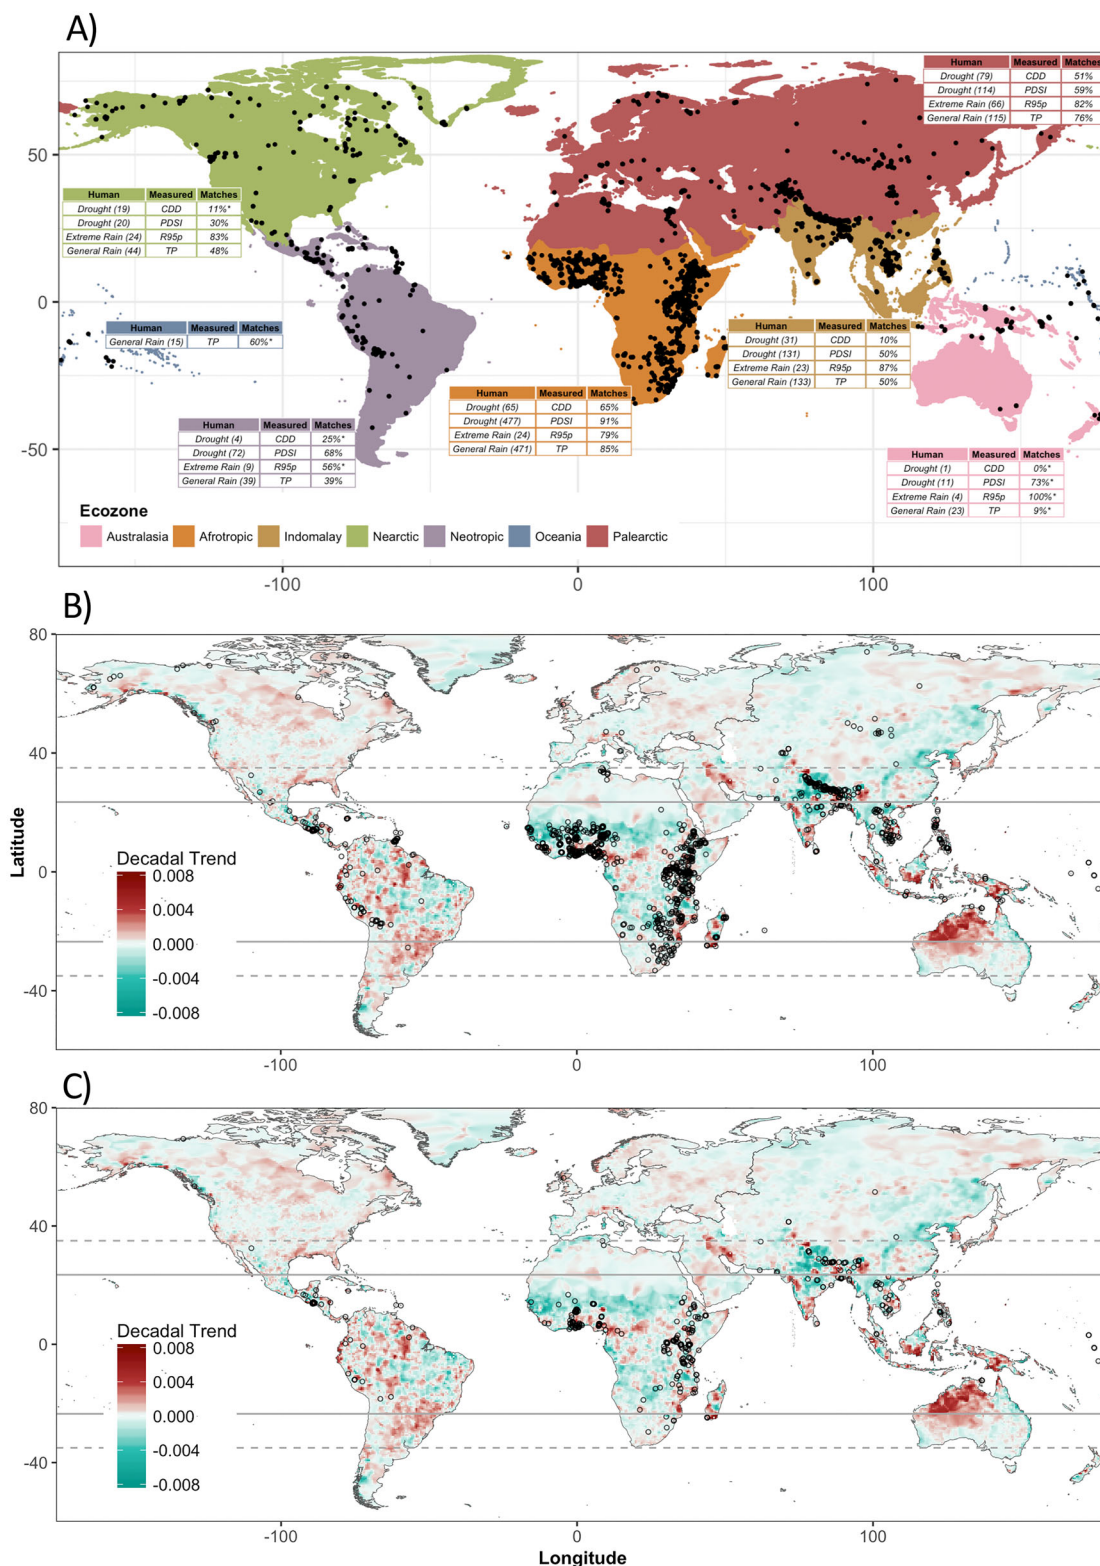 A)
Human Measured Matches
Drought (79) CDD 51%
Drought (114) PDSI 59%
Extreme Rain (66) R95p 82%
General Rain (115) TP 76%
50
Human Measured Matches
Drought (19) CDD 11%*
Drought (20) PDSI 30%
Extreme Rain (24) R95p 83%
General Rain (44) TP 48%
0
Human Measured Matches
General Rain (15) TP 60%*
Human Measured Matches
Drought (31) CDD 10%
Drought (131) PDSI 50%
Extreme Rain (23) R95p 87%
General Rain (133) TP 50%
Human Measured Matches
Drought (65) CDD 65%
Drought (477) PDSI 91%
Extreme Rain (24) R95p 79%
General Rain (471) TP 85%
Human Measured Matches
Drought (4) CDD 25%*
Drought (72) PDSI 68%
Extreme Rain (9) R95p 56%*
General Rain (39) TP 39%
-50
Human Measured Matches
Drought (1) CDD 0%*
Drought (11) PDSI 73%*
Extreme Rain (4) R95p 100%*
General Rain (23) TP 9%*
Ecozone
Australasia Afrotropic Indomalay Nearctic Neotropic Oceania Palearctic
-100 0 100
B)
80
40
0
-40
Latitude
Decadal Trend
0.008
0.004
0.000
-0.004
-0.008
-100 0 100
C)
80
40
0
-40
Decadal Trend
0.008
0.004
0.000
-0.004
-0.008
-100 0 100
Longitude